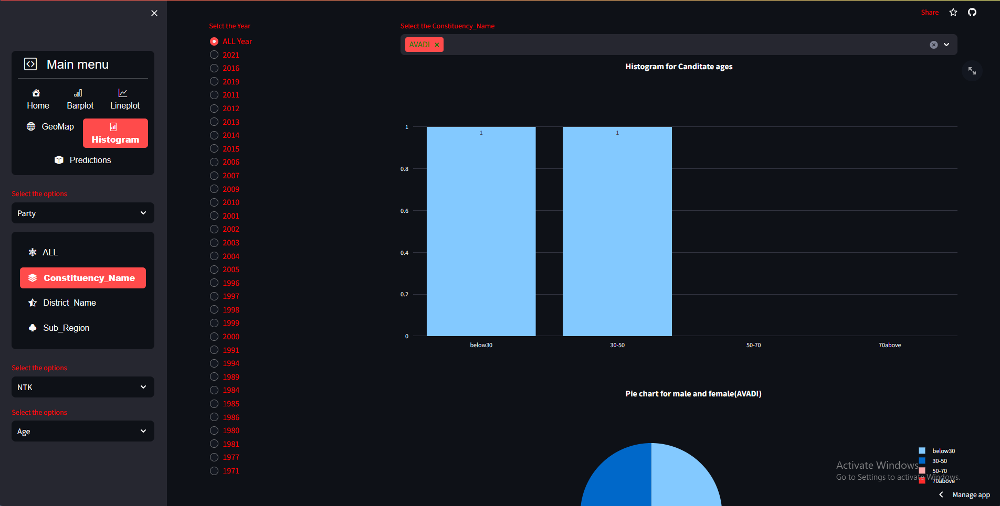 Main menu
Home
Barplot
Lineplot
GeoMap
Histogram
Predictions
Select the options
Party
ALL
Constituency_Name
District_Name
Sub_Region
Select the options
NTK
Select the options
Age
Selct the Year
ALL Year
2021
2016
2019
2011
2012
2013
2014
2015
2006
2007
2009
2010
2001
2002
2003
2004
2005
1996
1997
1998
1999
2000
1991
1994
1989
1984
1985
1986
1980
1981
1977
1971
Share
Select the Constituency_Name
AVADI
Histogram for Canditate ages
1
0.8
0.6
0.4
0.2
0
1
1
below30
30-50
50-70
70above
Pie chart for male and female(AVADI)
below30
30-50
50-70
70above
Activate Windows
Go to Settings to activate Windows.
Manage app